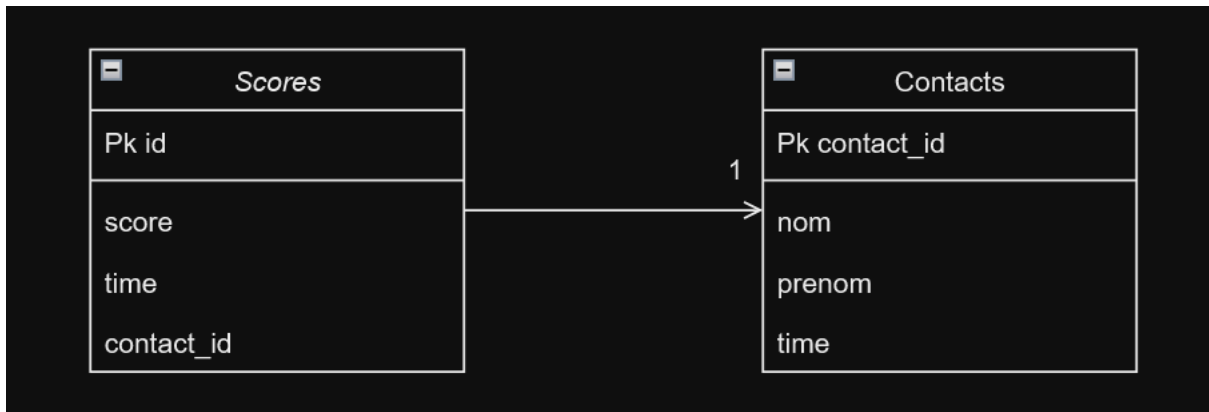 Scores
Pk id
score
time
contact_id
1
Contacts
Pk contact_id
nom
prenom
time